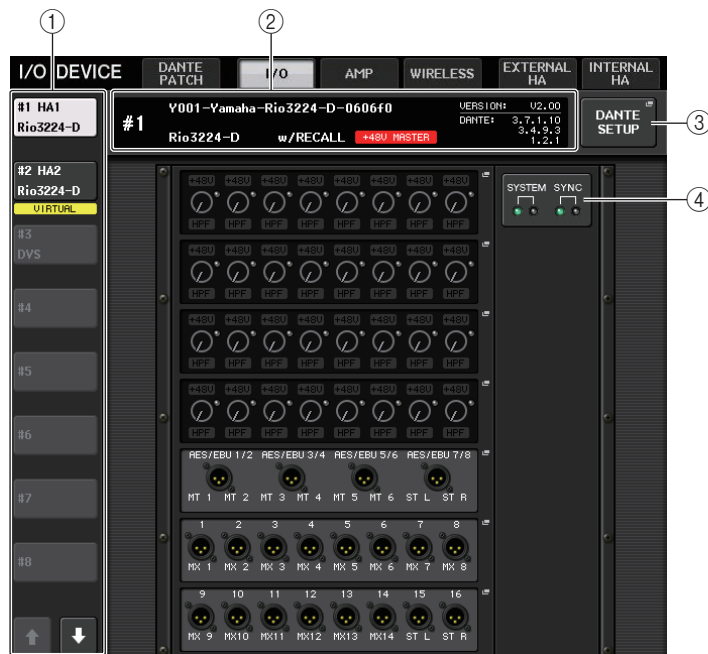 1 2
I/O DEVICE DANTE PATCH I/O AMP WIRELESS EXTERNAL HA INTERNAL HA
#1 HA1
Rio3224-D
#2 HA2
Rio3224-D
VIRTUAL
#3
DVS
#4
#5
#6
#7
#8
#1
Y001-Yamaha-Rio3224-D-0606f0
Rio3224-D w/RECALL +48V MASTER
VERSION: V2.00
DANTE: 3.7.1.10
3.4.9.3
1.2.1
DANTE SETUP
3
SYSTEM SYNC
4
+48V +48V +48V +48V +48V +48V +48V +48V
HPF HPF HPF HPF HPF HPF HPF HPF
+48V +48V +48V +48V +48V +48V +48V +48V
HPF HPF HPF HPF HPF HPF HPF HPF
+48V +48V +48V +48V +48V +48V +48V +48V
HPF HPF HPF HPF HPF HPF HPF HPF
+48V +48V +48V +48V +48V +48V +48V +48V
HPF HPF HPF HPF HPF HPF HPF HPF
AES/EBU 1/2 AES/EBU 3/4 AES/EBU 5/6 AES/EBU 7/8
MT 1 MT 2 MT 3 MT 4 MT 5 MT 6 ST L ST R
1 2 3 4 5 6 7 8
MX 1 MX 2 MX 3 MX 4 MX 5 MX 6 MX 7 MX 8
9 10 11 12 13 14 15 16
MX 9 MX10 MX11 MX12 MX13 MX14 ST L ST R